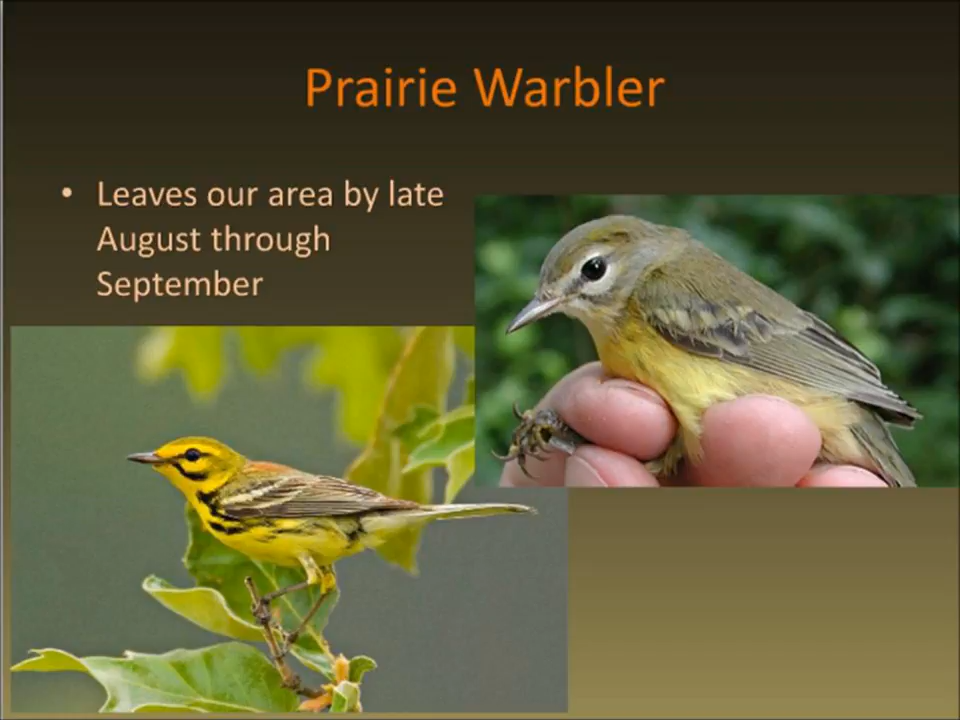 Prairie Warbler
• Leaves our area by late
August through
September